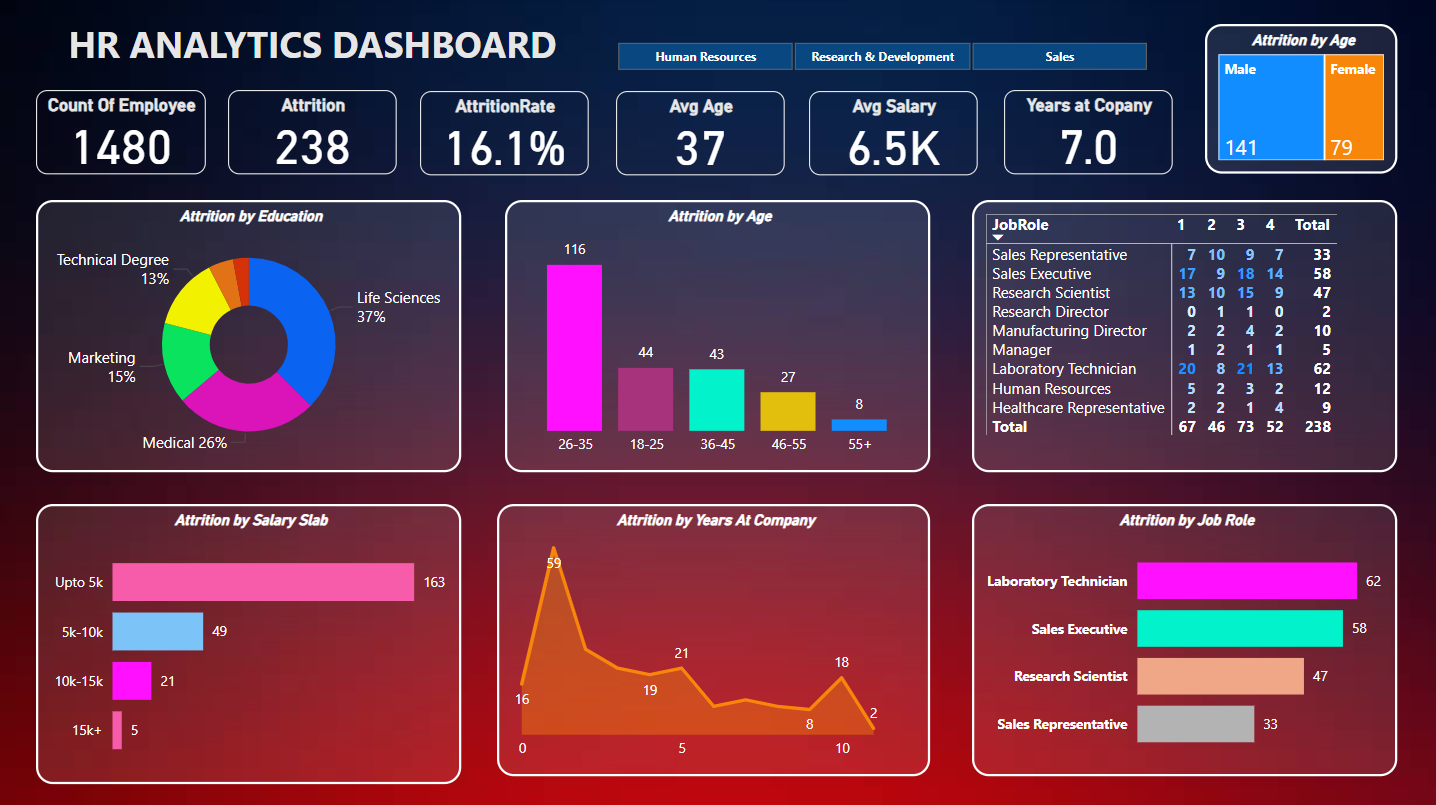 HR ANALYTICS DASHBOARD
Human Resources
Research & Development
Sales
Attrition by Age
Male
Female
141
79
Count Of Employee
1480
Attrition
238
AttritionRate
16.1%
Avg Age
37
Avg Salary
6.5K
Years at Copany
7.0
Attrition by Education
Technical Degree
13%
Life Sciences
37%
Marketing
15%
Medical 26%
Attrition by Age
116
44
43
27
8
26-35
18-25
36-45
46-55
55+
JobRole 1 2 3 4 Total
Sales Representative 7 10 9 7 33
Sales Executive 17 9 18 14 58
Research Scientist 13 10 15 9 47
Research Director 0 1 1 0 2
Manufacturing Director 2 2 4 2 10
Manager 1 2 1 1 5
Laboratory Technician 20 8 21 13 62
Human Resources 5 2 3 2 12
Healthcare Representative 2 2 1 4 9
Total 67 46 73 52 238
Attrition by Salary Slab
Upto 5k 163
5k-10k 49
10k-15k 21
15k+ 5
Attrition by Years At Company
59
16
19
21
8
18
2
0
5
10
Attrition by Job Role
Laboratory Technician 62
Sales Executive 58
Research Scientist 47
Sales Representative 33